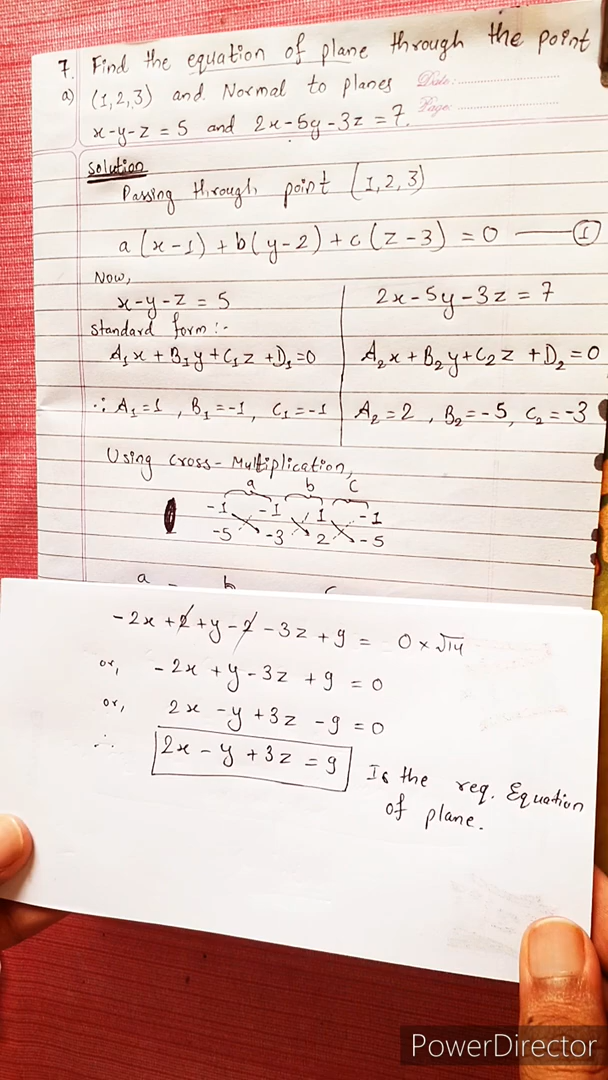 7. Find the equation of plane through the point
a) (1,2,3) and Normal to planes
Date:
x-y-z = 5 and 2x-5y-3z = 7.
Page:
Solution
Passing through point (1,2,3)
a(x-1) + b(y-2) + c(z-3) = 0 — (1)
Now,
x-y-z = 5
2x-5y-3z = 7
standard form:-
A₁x + B₁y + C₁z + D₁ = 0
A₂x + B₂y + C₂z + D₂ = 0
∴ A₁=1, B₁=-1, C₁=-1
A₂=2, B₂=-5, C₂=-3
Using Cross-Multiplication,
a b c
-1 -1 1 -1
-5 -3 2 -5
a b c
-2x+2+y-2-3z+9 = 0×√14
or, -2x+y-3z+9 = 0
or, 2x-y+3z-9 = 0
∴ 2x-y+3z = 9 Is the req. Equation
of plane.
PowerDirector